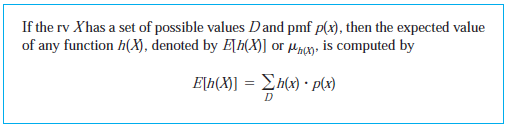 If the rv X has a set of possible values D and pmf p(x), then the expected value
of any function h(X), denoted by E[h(X)] or μh(X), is computed by
E[h(X)] = ∑h(x) · p(x)
D